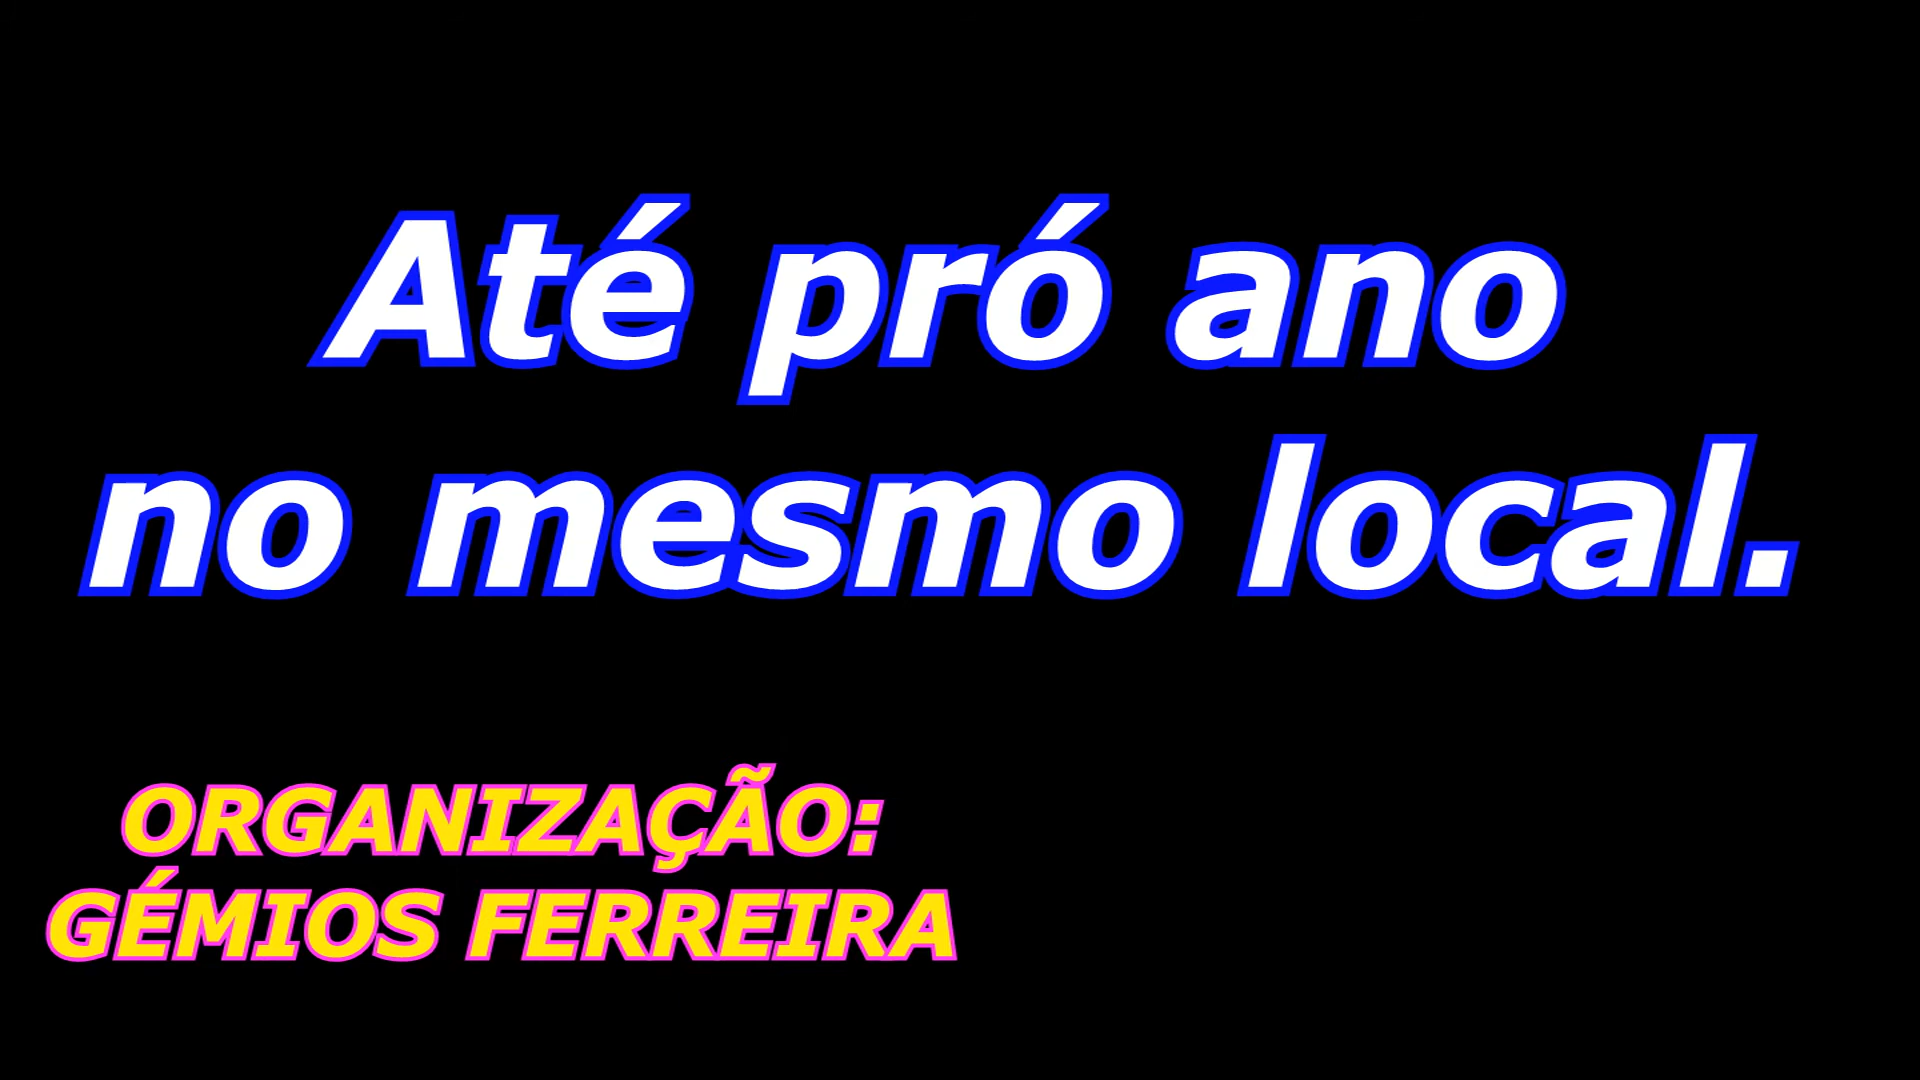 Até pró ano
no mesmo local.
ORGANIZAÇÃO:
GÉMIOS FERREIRA